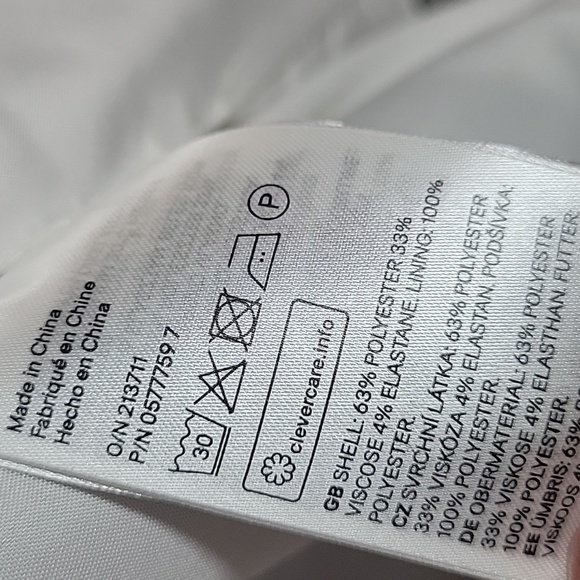 Made in China
Fabriqué en Chine
Hecho en China
O/N 213711
P/N 0577759 7
30
P
clevercare.info
GB SHELL: 63% POLYESTER 33%
VISCOSE 4% ELASTANE. LINING: 100%
POLYESTER.
CZ SVRCHNÍ LÁTKA: 63% POLYESTER
33% VISKÓZA 4% ELASTAN. PODŠÍVKA:
100% POLYESTER.
DE OBERMATERIAL: 63% POLYESTER
33% VISKOSE 4% ELASTHAN FUTTER:
100% POLYESTER.
EE ÜMBRIS: 63%
VISKOOS